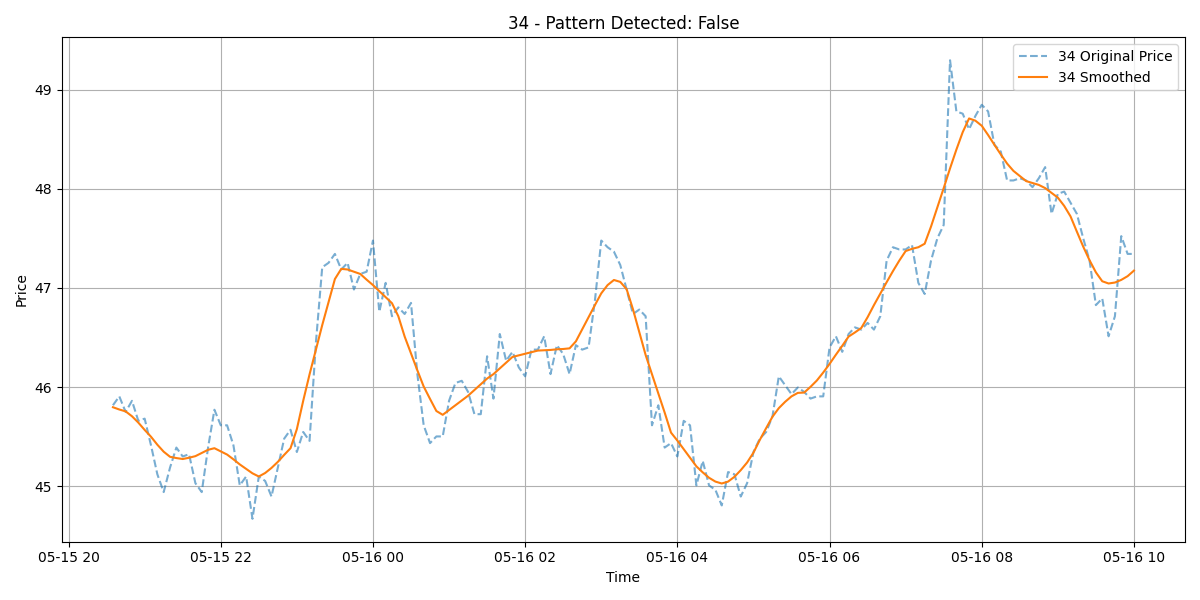 34 - Pattern Detected: False
34 Original Price
34 Smoothed
Price
49
48
47
46
45
05-15 20
05-15 22
05-16 00
05-16 02
05-16 04
05-16 06
05-16 08
05-16 10
Time